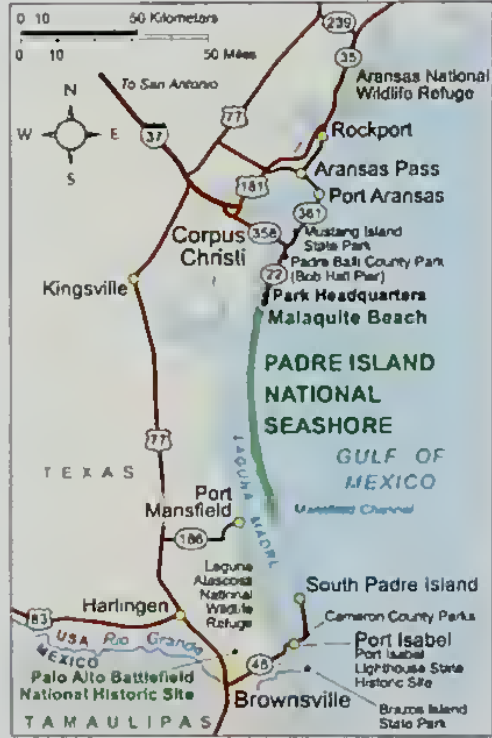 0 10 50 Kilometers
0 10 50 Miles
239
35
To San Antonio
Aransas National
Wildlife Refuge
N
W E
S
77
37
Rockport
Aransas Pass
181
Port Aransas
361
Corpus
Christi
358
Mustang Island
State Park
Padre Balli County Park
(Bob Hall Pier)
22
Kingsville
Park Headquarters
Malaquite Beach
PADRE ISLAND
NATIONAL
SEASHORE
77
GULF OF
MEXICO
LAGUNA MADRE
TEXAS
Port
Mansfield
Mansfield Channel
186
Laguna
Atascosa
National
Wildlife
Refuge
South Padre Island
83
Harlingen
Cameron County Parks
USA Rio Grande
MEXICO
Port Isabel
Port Isabel
Lighthouse State
Historic Site
Palo Alto Battlefield
National Historic Site
48
Brownsville
Brazos Island
State Park
TAMAULIPAS